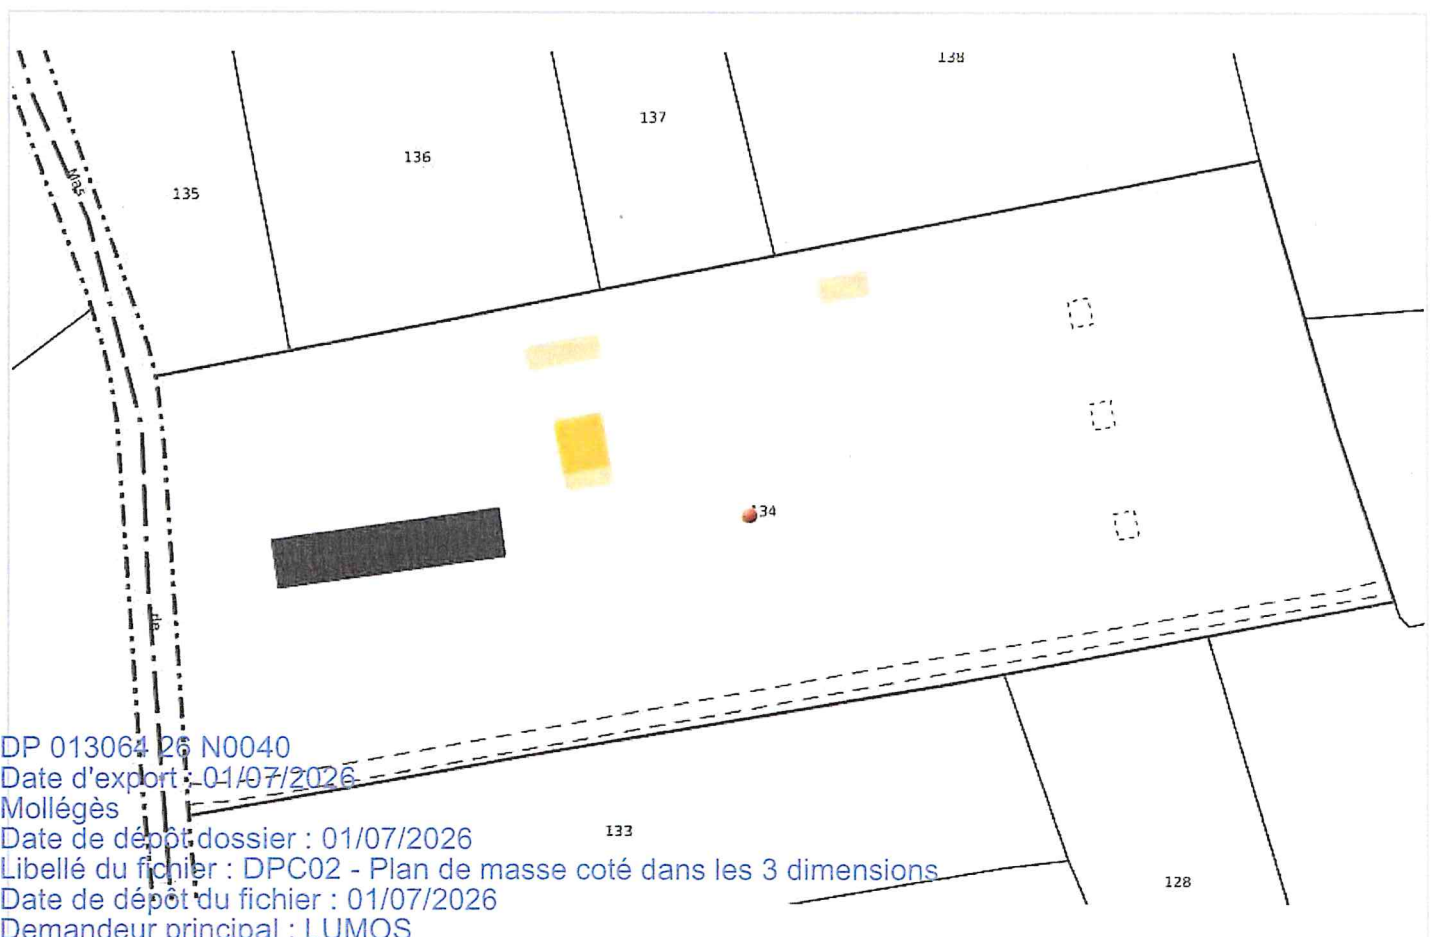 138
137
136
135
Mas
134
de
DP 013064 26 N0040
Date d'export : 01/07/2026
Mollégès
Date de dépôt dossier : 01/07/2026
133
Libellé du fichier : DPC02 - Plan de masse coté dans les 3 dimensions
128
Date de dépôt du fichier : 01/07/2026
Demandeur principal : LUMOS